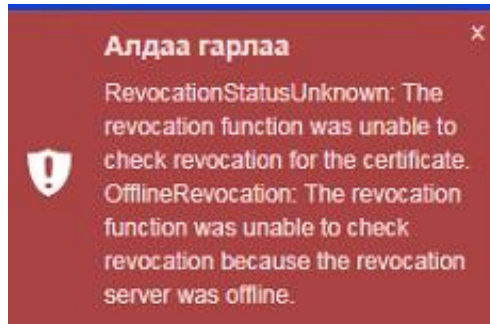 Алдаа гарлаа
x
RevocationStatusUnknown: The
revocation function was unable to
check revocation for the certificate.
OfflineRevocation: The revocation
function was unable to check
revocation because the revocation
server was offline.